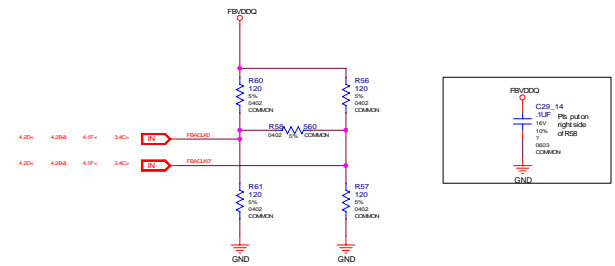 FBVDDQ
R60
120
5%
0402
COMMON
R56
120
5%
0402
COMMON
R58 560
0402 5% COMMON
4.2D< 4.2B< 4.1F< 3.4C> IN FBACLK0
4.2D< 4.2B< 4.1F< 3.4C> IN FBACLK0*
R61
120
5%
0402
COMMON
R57
120
5%
0402
COMMON
GND
GND
FBVDDQ
C29_14
.1UF
16V
10%
?
0603
COMMON
Pls put on
right side
of R58
GND